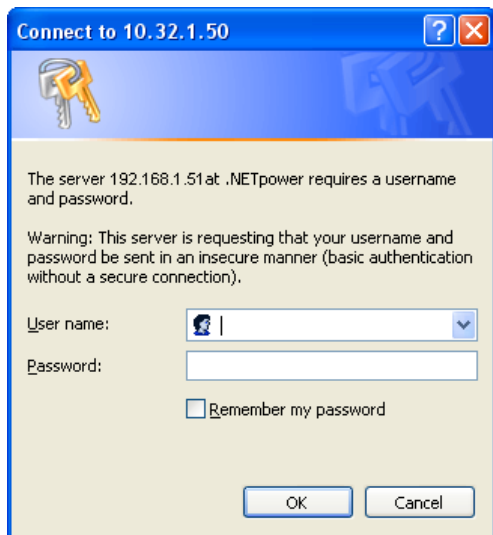 Connect to 10.32.1.50
The server 192.168.1.51at .NETpower requires a username
and password.
Warning: This server is requesting that your username and
password be sent in an insecure manner (basic authentication
without a secure connection).
User name:
Password:
Remember my password
OK Cancel